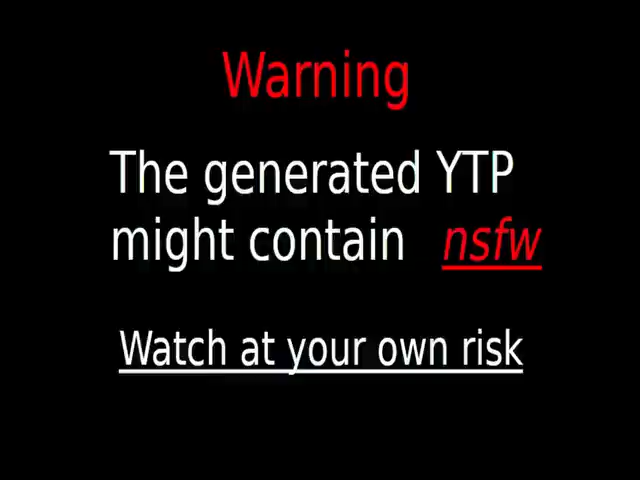 Warning
The generated YTP
might contain nsfw
Watch at your own risk